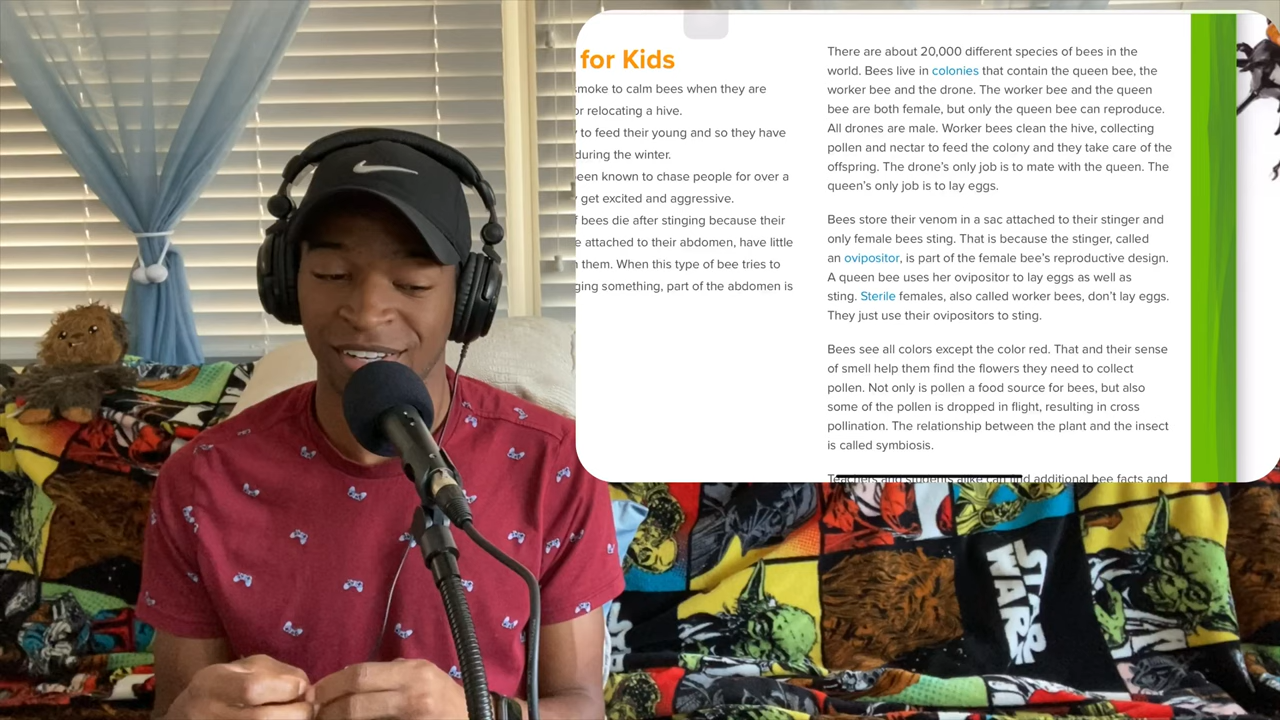 for Kids
smoke to calm bees when they are
or relocating a hive.
to feed their young and so they have
during the winter.
been known to chase people for over a
get excited and aggressive.
bees die after stinging because their
attached to their abdomen, have little
them. When this type of bee tries to
something, part of the abdomen is
There are about 20,000 different species of bees in the
world. Bees live in colonies that contain the queen bee, the
worker bee and the drone. The worker bee and the queen
bee are both female, but only the queen bee can reproduce.
All drones are male. Worker bees clean the hive, collecting
pollen and nectar to feed the colony and they take care of the
offspring. The drone’s only job is to mate with the queen. The
queen’s only job is to lay eggs.
Bees store their venom in a sac attached to their stinger and
only female bees sting. That is because the stinger, called
an ovipositor, is part of the female bee’s reproductive design.
A queen bee uses her ovipositor to lay eggs as well as
sting. Sterile females, also called worker bees, don’t lay eggs.
They just use their ovipositors to sting.
Bees see all colors except the color red. That and their sense
of smell help them find the flowers they need to collect
pollen. Not only is pollen a food source for bees, but also
some of the pollen is dropped in flight, resulting in cross
pollination. The relationship between the plant and the insect
is called symbiosis.
Teachers and students alike can find additional bee facts and
STAR
WARS